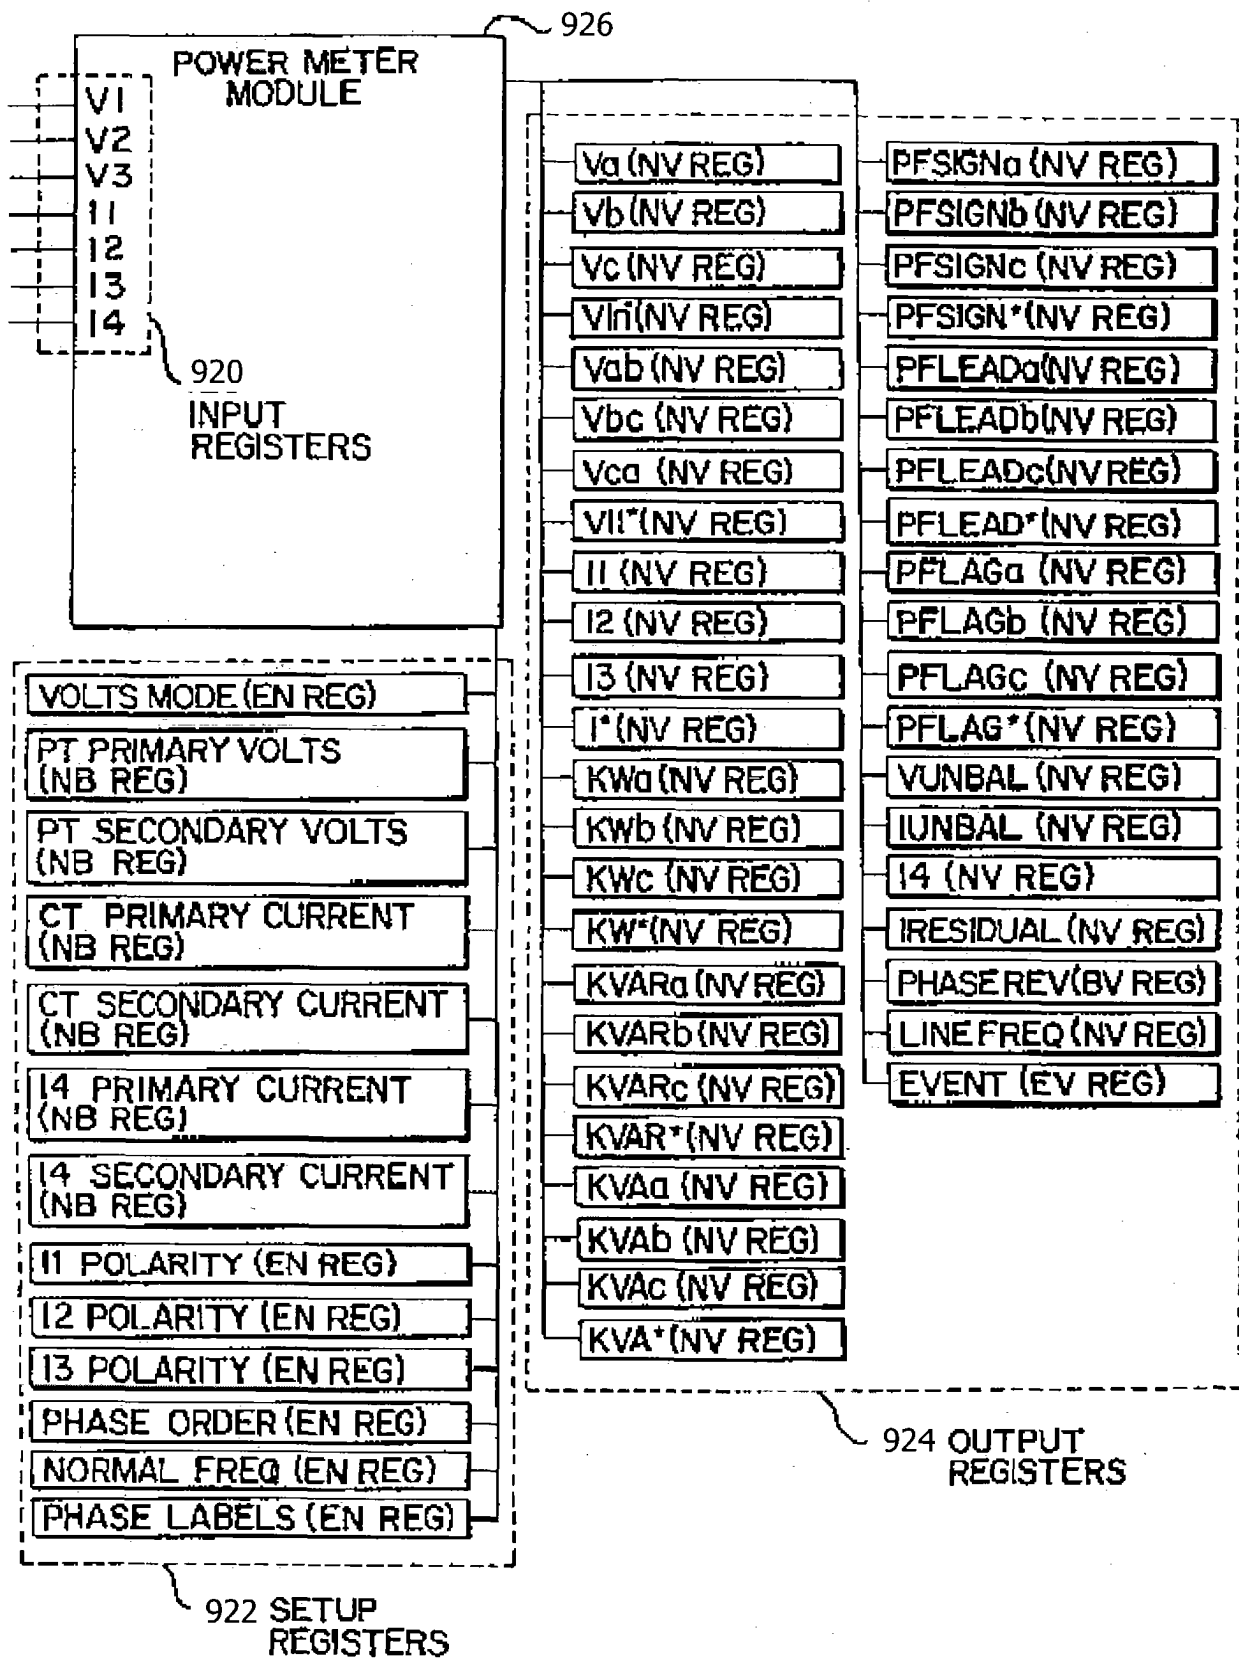 926
POWER METER
MODULE
V1
V2
V3
I1
I2
I3
I4
920
INPUT
REGISTERS
VOLTS MODE (EN REG)
PT PRIMARY VOLTS
(NB REG)
PT SECONDARY VOLTS
(NB REG)
CT PRIMARY CURRENT
(NB REG)
CT SECONDARY CURRENT
(NB REG)
I4 PRIMARY CURRENT
(NB REG)
I4 SECONDARY CURRENT
(NB REG)
I1 POLARITY (EN REG)
I2 POLARITY (EN REG)
I3 POLARITY (EN REG)
PHASE ORDER (EN REG)
NORMAL FREQ (EN REG)
PHASE LABELS (EN REG)
922 SETUP
REGISTERS
Va (NV REG)
Vb (NV REG)
Vc (NV REG)
Vln (NV REG)
Vab (NV REG)
Vbc (NV REG)
Vca (NV REG)
Vll* (NV REG)
I1 (NV REG)
I2 (NV REG)
I3 (NV REG)
I* (NV REG)
KWa (NV REG)
KWb (NV REG)
KWc (NV REG)
KW* (NV REG)
KVARa (NV REG)
KVARb (NV REG)
KVARc (NV REG)
KVAR* (NV REG)
KVAa (NV REG)
KVAb (NV REG)
KVAc (NV REG)
KVA* (NV REG)
PFSIGNa (NV REG)
PFSIGNb (NV REG)
PFSIGNc (NV REG)
PFSIGN* (NV REG)
PFLEADa (NV REG)
PFLEADb (NV REG)
PFLEADc (NV REG)
PFLEAD* (NV REG)
PFLAGa (NV REG)
PFLAGb (NV REG)
PFLAGc (NV REG)
PFLAG* (NV REG)
VUNBAL (NV REG)
IUNBAL (NV REG)
I4 (NV REG)
IRESIDUAL (NV REG)
PHASE REV (BV REG)
LINE FREQ (NV REG)
EVENT (EV REG)
924 OUTPUT
REGISTERS